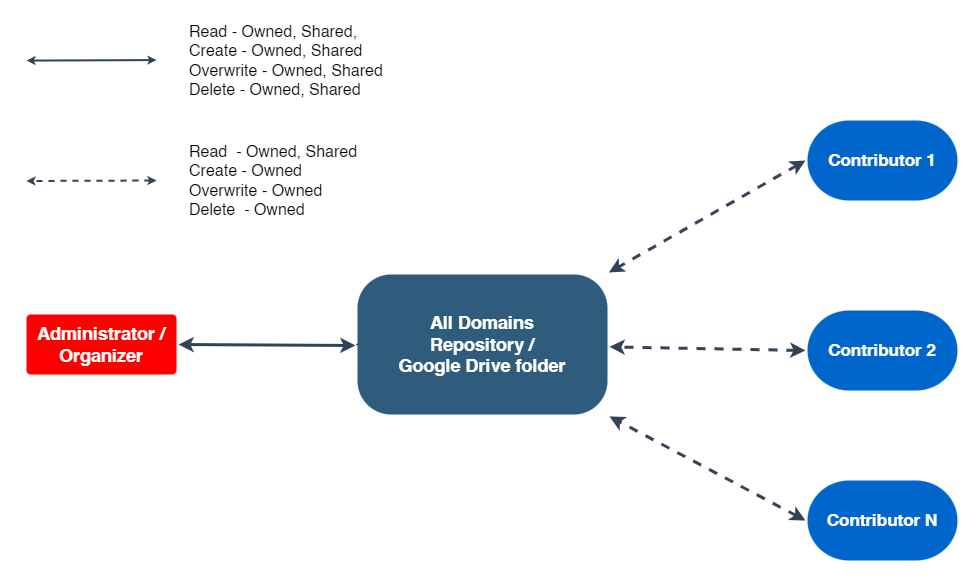 Read - Owned, Shared,
Create - Owned, Shared
Overwrite - Owned, Shared
Delete - Owned, Shared
Read  - Owned, Shared
Create - Owned
Overwrite - Owned
Delete  - Owned
Administrator /
Organizer
All Domains
Repository /
Google Drive folder
Contributor 1
Contributor 2
Contributor N